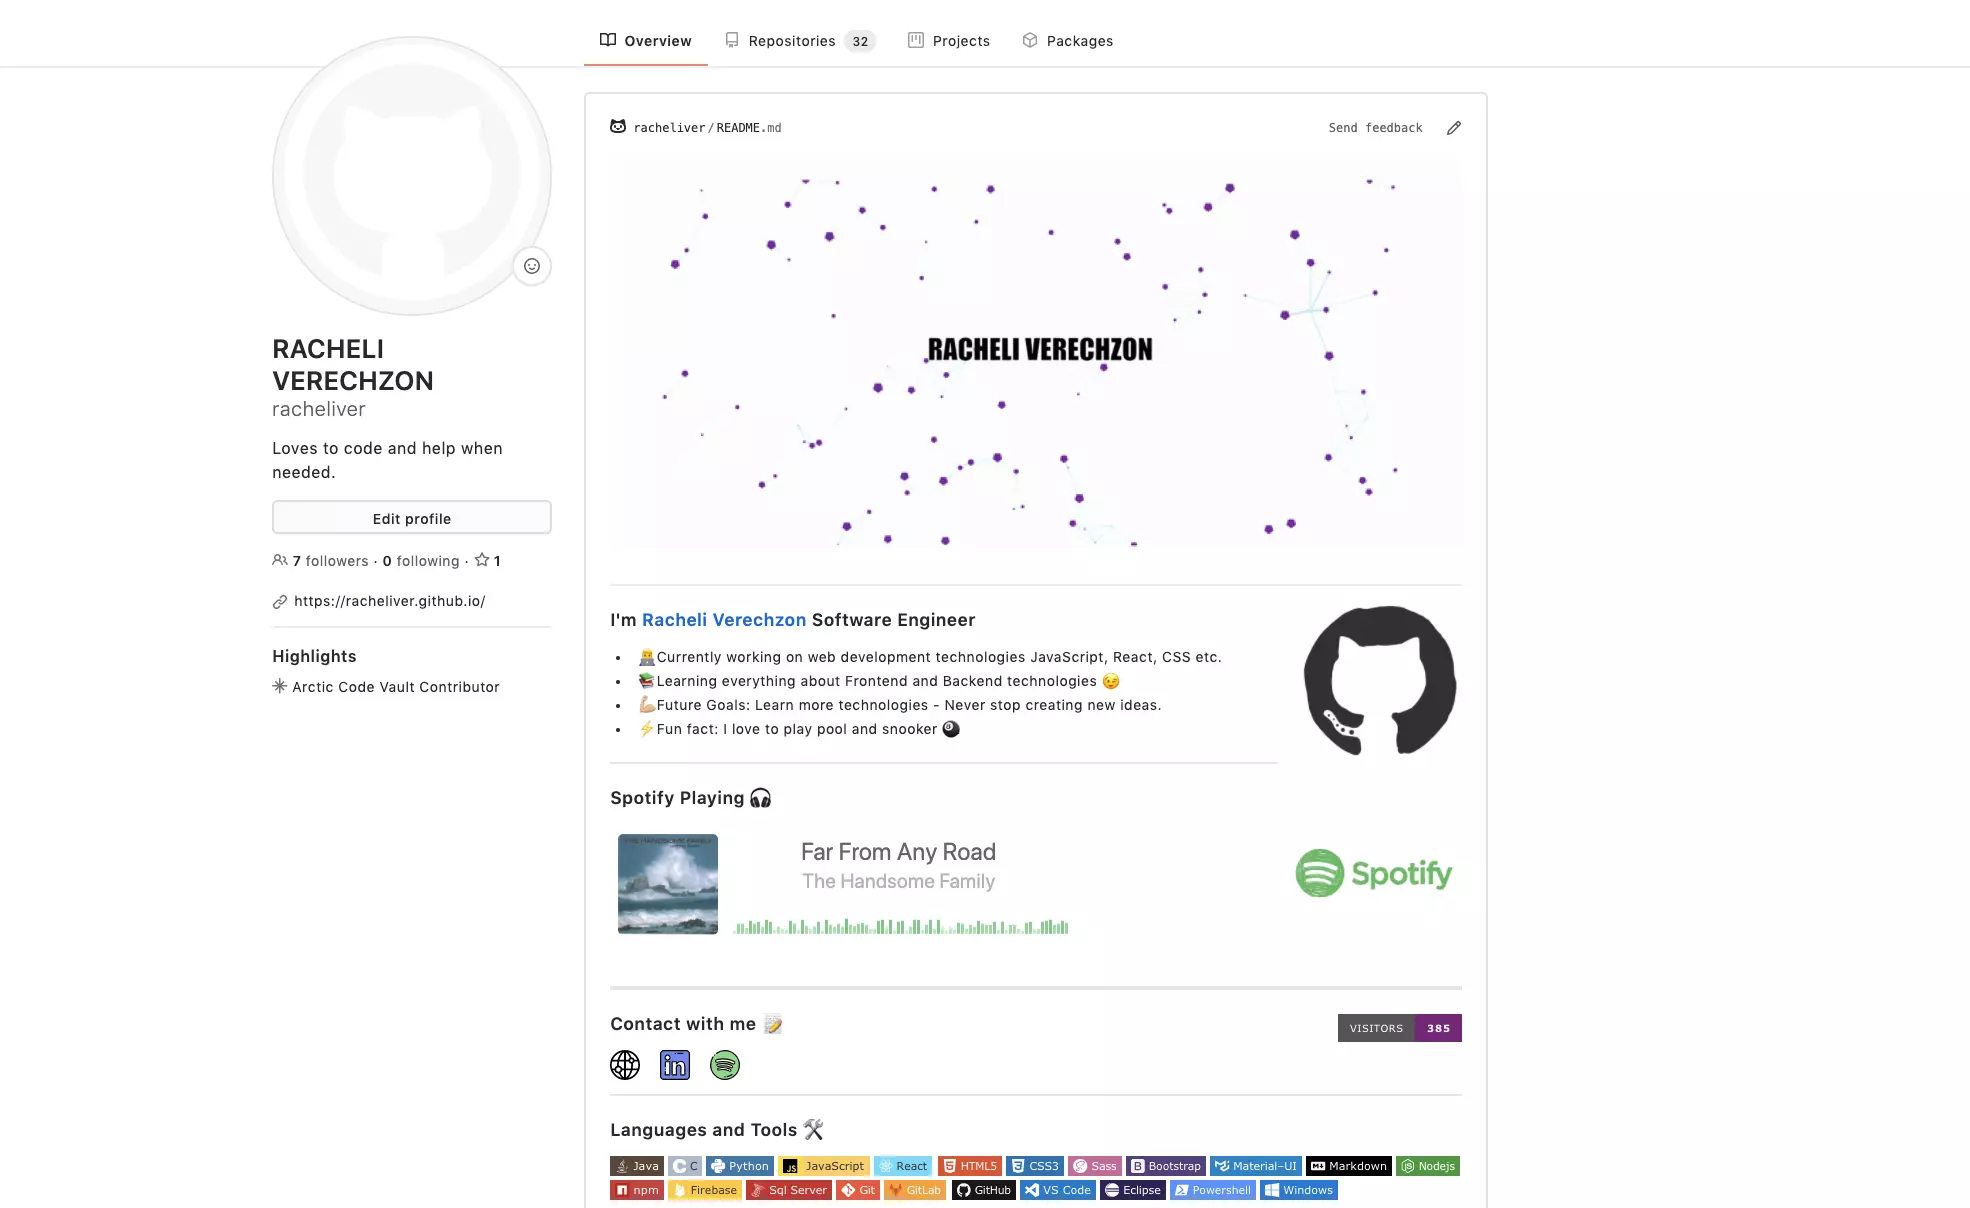 Overview Repositories 32 Projects Packages
racheliver/README.md Send feedback
RACHELI VERECHZON
RACHELI
VERECHZON
racheliver
Loves to code and help when
needed.
Edit profile
7 followers · 0 following · 1
https://racheliver.github.io/
Highlights
Arctic Code Vault Contributor
I'm Racheli Verechzon Software Engineer
• 👩‍💻Currently working on web development technologies JavaScript, React, CSS etc.
• 📚Learning everything about Frontend and Backend technologies 😉
• 💪🏼Future Goals: Learn more technologies - Never stop creating new ideas.
• ⚡Fun fact: I love to play pool and snooker 🎱
Spotify Playing 🎧
THE HANDSOME FAMILY
Far From Any Road
The Handsome Family
Spotify
Contact with me 📝
VISITORS 385
in
Languages and Tools 🛠
Java C Python JS JavaScript React HTML5 CSS3 Sass B Bootstrap Material-UI Markdown Nodejs
npm Firebase Sql Server Git GitLab GitHub VS Code Eclipse Powershell Windows